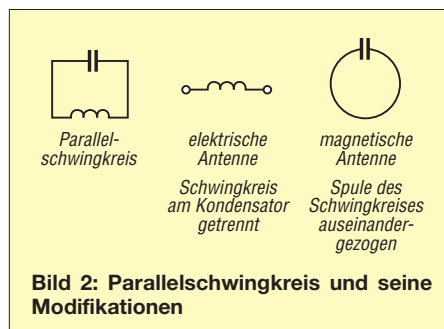 Parallel-
schwingkreis
elektrische
Antenne
Schwingkreis
am Kondensator
getrennt
magnetische
Antenne
Spule des
Schwingkreises
auseinander-
gezogen
Bild 2: Parallelschwingkreis und seine
Modifikationen